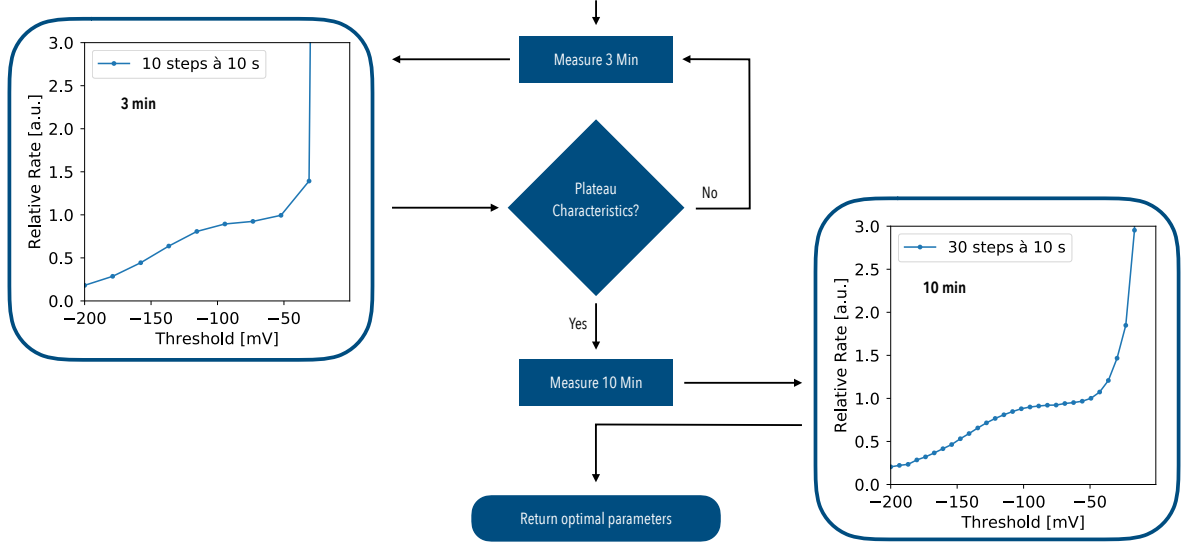 Measure 3 Min
3.0
2.5
2.0
1.5
1.0
0.5
0.0
Relative Rate [a.u.]
10 steps à 10 s
3 min
−200
−150
−100
−50
Threshold [mV]
Plateau
Characteristics?
No
Yes
Measure 10 Min
3.0
2.5
2.0
1.5
1.0
0.5
0.0
Relative Rate [a.u.]
30 steps à 10 s
10 min
−200
−150
−100
−50
Threshold [mV]
Return optimal parameters